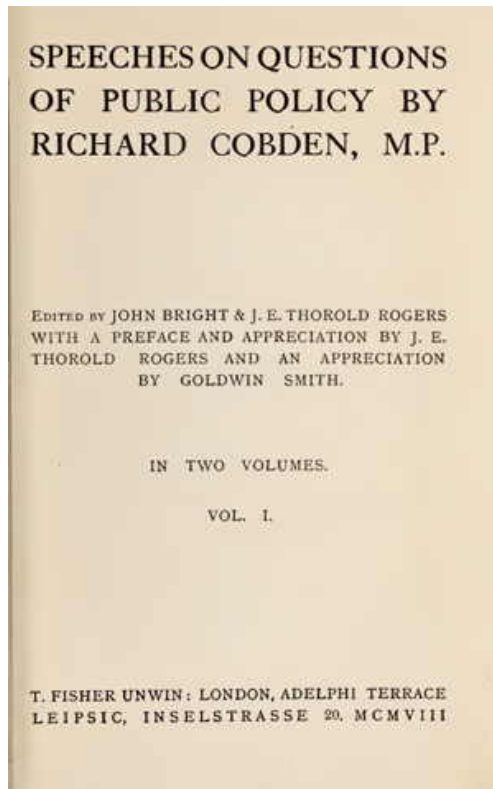 SPEECHES ON QUESTIONS
OF PUBLIC POLICY BY
RICHARD COBDEN, M.P.
EDITED BY JOHN BRIGHT & J. E. THOROLD ROGERS
WITH A PREFACE AND APPRECIATION BY J. E.
THOROLD ROGERS AND AN APPRECIATION
BY GOLDWIN SMITH.
IN TWO VOLUMES.
VOL. I.
T. FISHER UNWIN: LONDON, ADELPHI TERRACE
LEIPSIC, INSELSTRASSE 20. MCMVIII